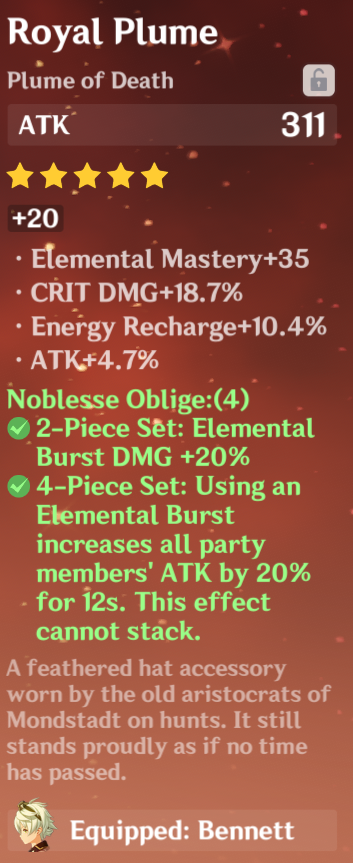 Royal Plume
Plume of Death
ATK 311
+20
· Elemental Mastery+35
· CRIT DMG+18.7%
· Energy Recharge+10.4%
· ATK+4.7%
Noblesse Oblige:(4)
2-Piece Set: Elemental
Burst DMG +20%
4-Piece Set: Using an
Elemental Burst
increases all party
members' ATK by 20%
for 12s. This effect
cannot stack.
A feathered hat accessory
worn by the old aristocrats of
Mondstadt on hunts. It still
stands proudly as if no time
has passed.
Equipped: Bennett